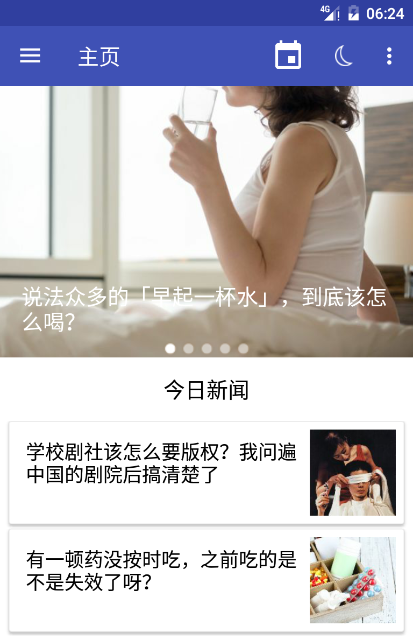 4G
06:24
主页
说法众多的「早起一杯水」，到底该怎
么喝？
今日新闻
学校剧社该怎么要版权？我问遍
中国的剧院后搞清楚了
有一顿药没按时吃，之前吃的是
不是失效了呀？